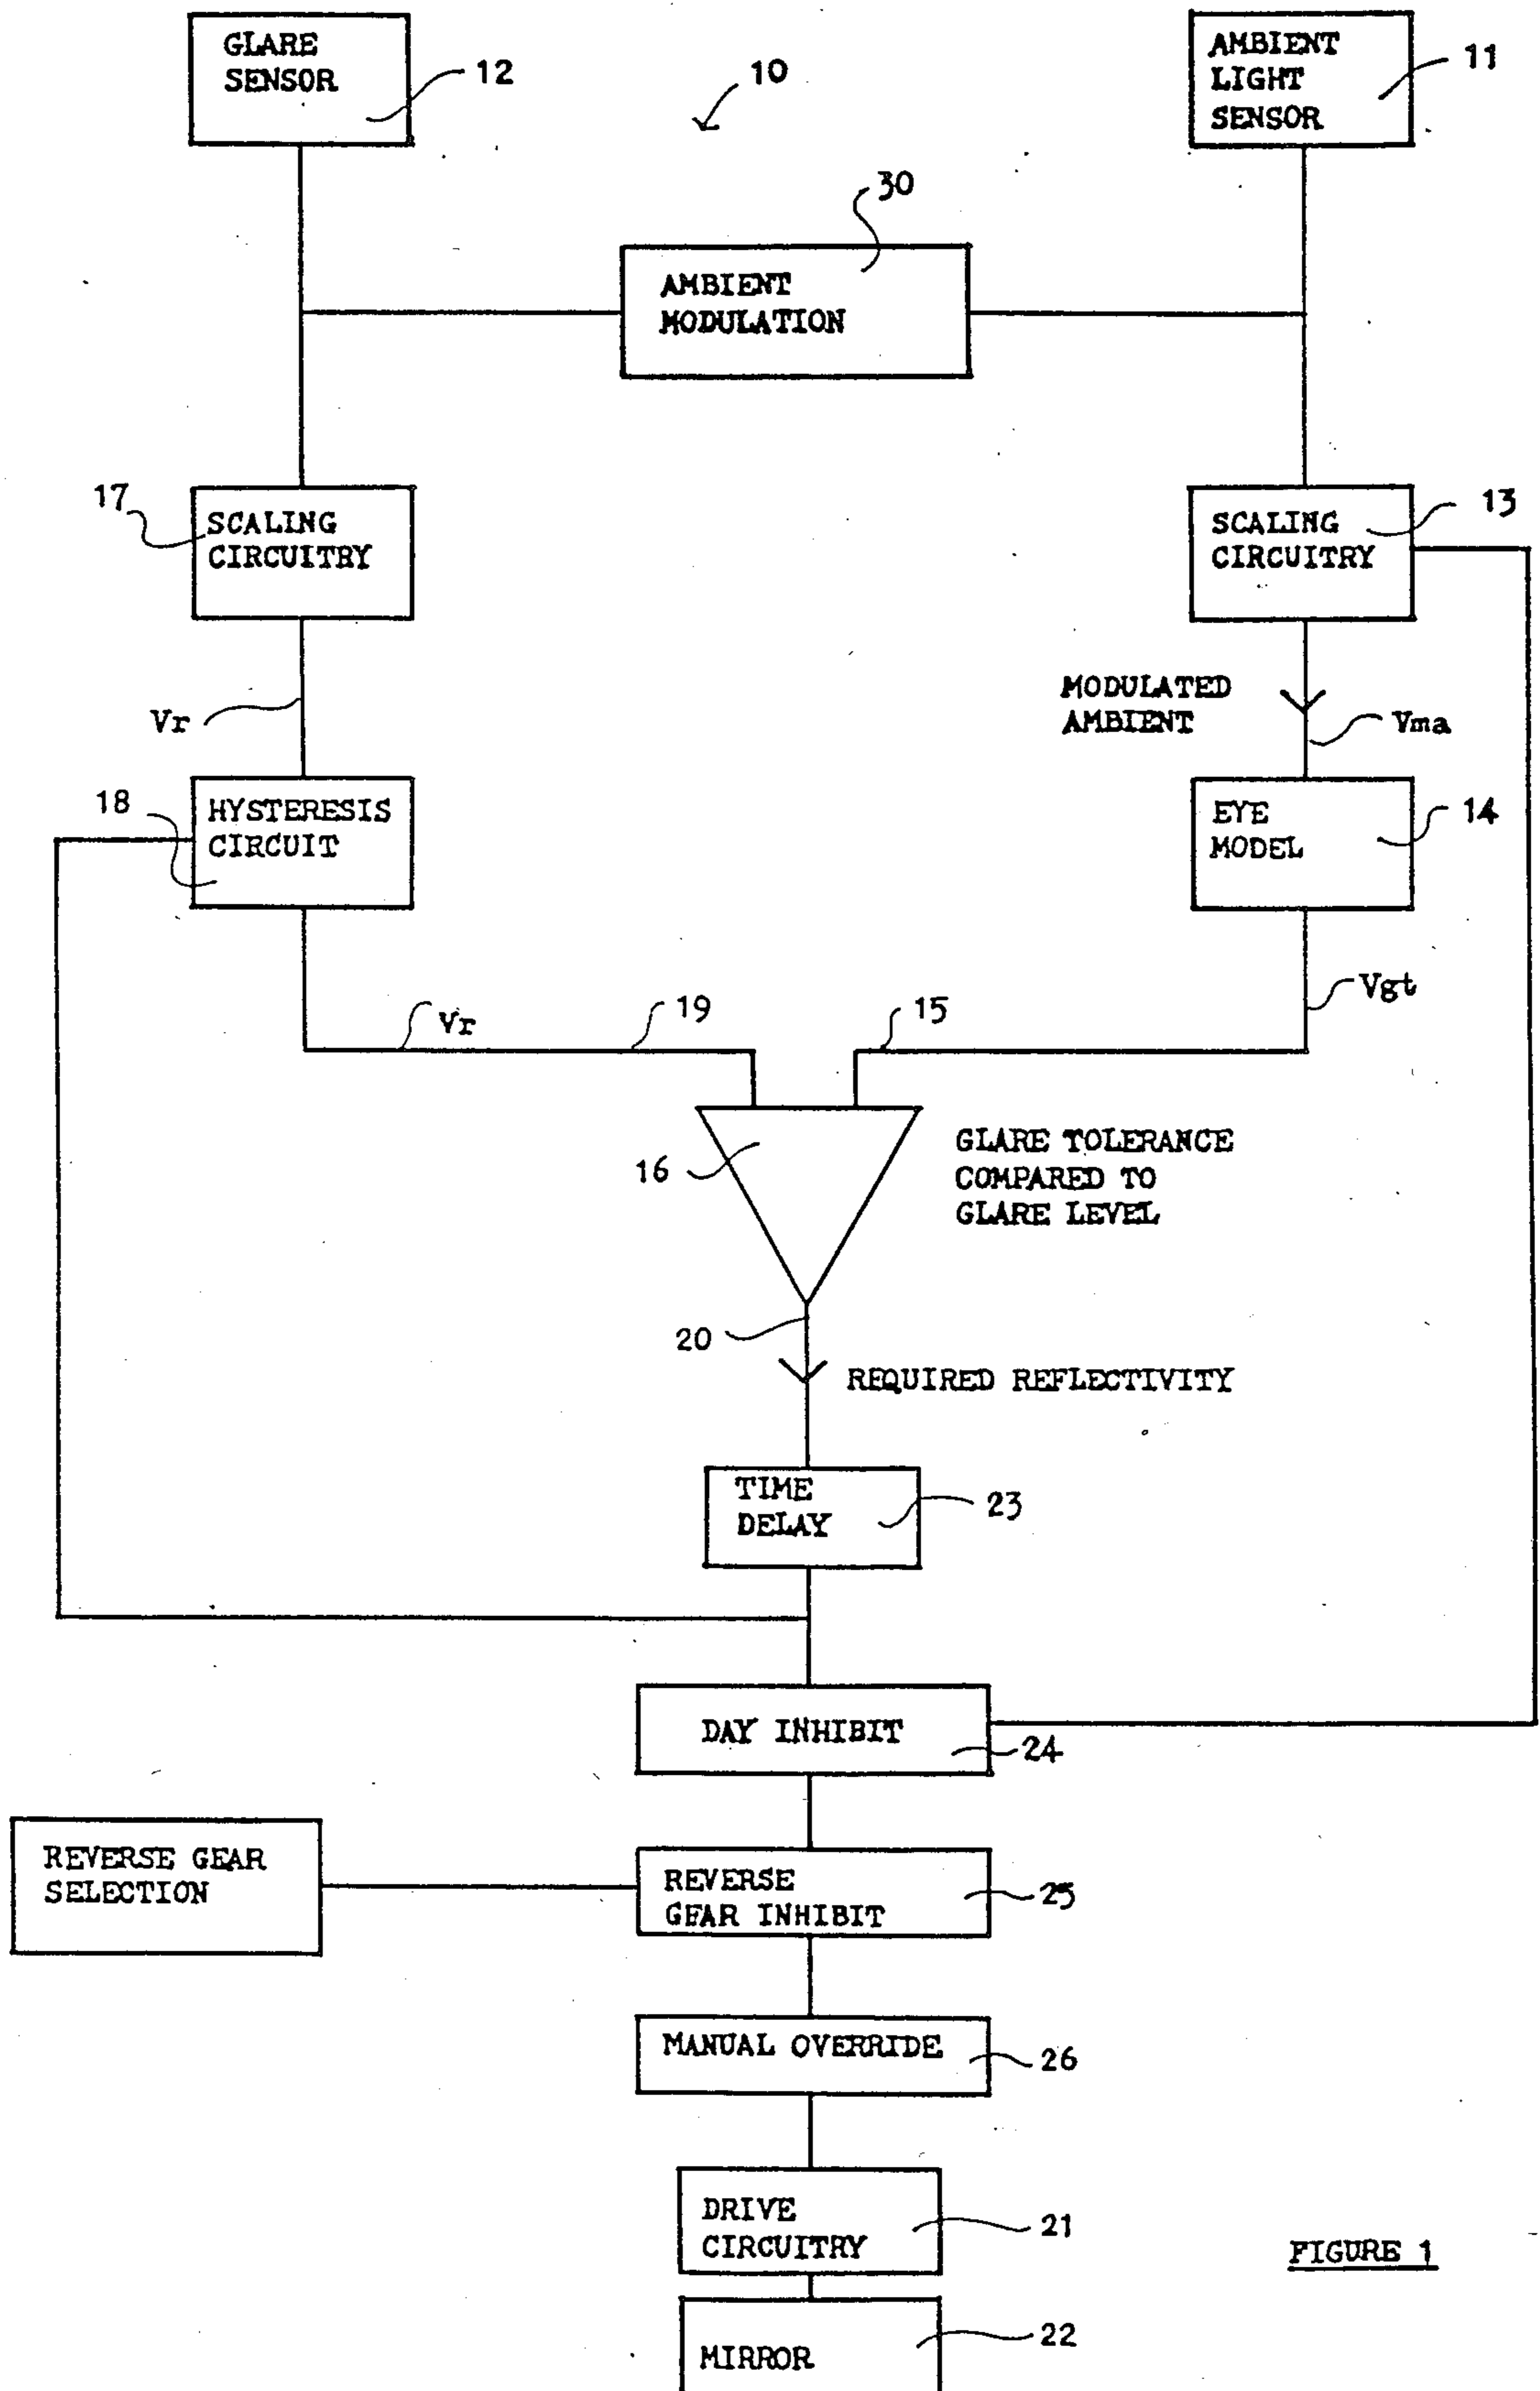 GLARE
SENSOR
12
10
AMBIENT
LIGHT
SENSOR
11
30
AMBIENT
MODULATION
17
SCALING
CIRCUITRY
SCALING
CIRCUITRY
13
Vr
MODULATED
AMBIENT
Vma
18
HYSTERESIS
CIRCUIT
EYE
MODEL
14
Vr
19
15
Vgt
16
GLARE TOLERANCE
COMPARED TO
GLARE LEVEL
20
REQUIRED REFLECTIVITY
TIME
DELAY
23
DAY INHIBIT
24
REVERSE GEAR
SELECTION
REVERSE
GEAR INHIBIT
25
MANUAL OVERRIDE
26
DRIVE
CIRCUITRY
21
FIGURE 1
MIRROR
22